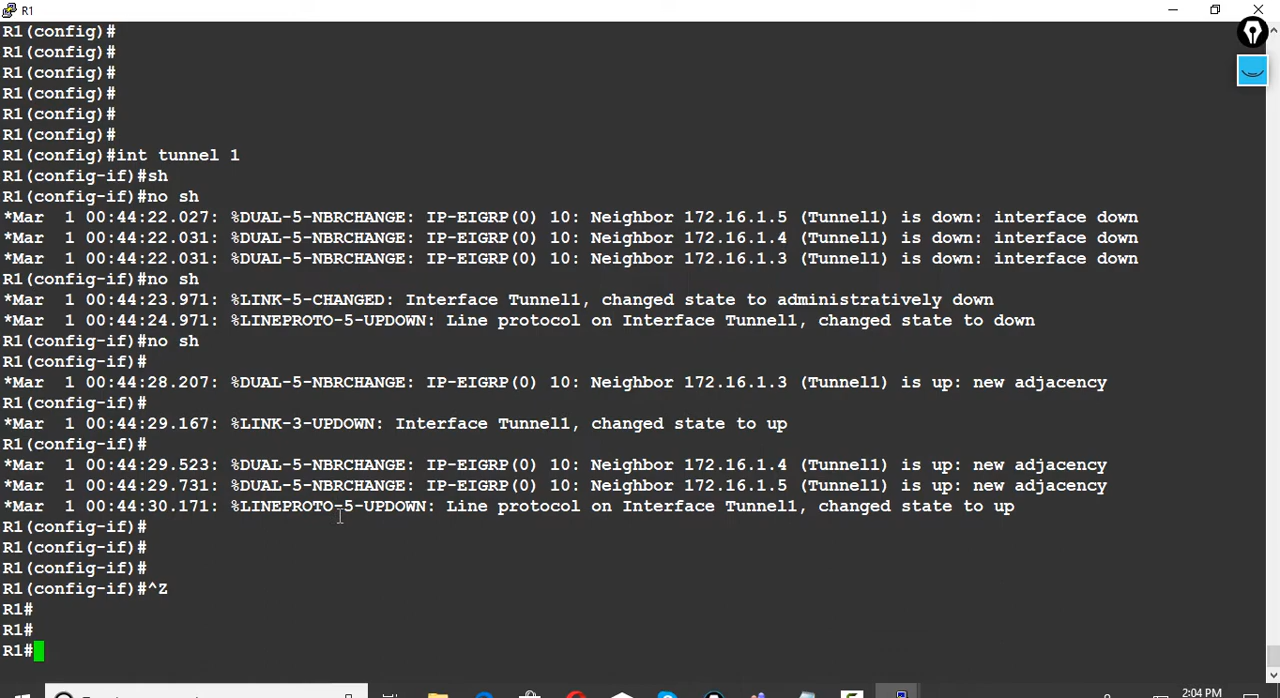 R1
R1(config)#
R1(config)#
R1(config)#
R1(config)#
R1(config)#
R1(config)#
R1(config)#int tunnel 1
R1(config-if)#sh
R1(config-if)#no sh
*Mar  1 00:44:22.027: %DUAL-5-NBRCHANGE: IP-EIGRP(0) 10: Neighbor 172.16.1.5 (Tunnel1) is down: interface down
*Mar  1 00:44:22.031: %DUAL-5-NBRCHANGE: IP-EIGRP(0) 10: Neighbor 172.16.1.4 (Tunnel1) is down: interface down
*Mar  1 00:44:22.031: %DUAL-5-NBRCHANGE: IP-EIGRP(0) 10: Neighbor 172.16.1.3 (Tunnel1) is down: interface down
R1(config-if)#no sh
*Mar  1 00:44:23.971: %LINK-5-CHANGED: Interface Tunnel1, changed state to administratively down
*Mar  1 00:44:24.971: %LINEPROTO-5-UPDOWN: Line protocol on Interface Tunnel1, changed state to down
R1(config-if)#no sh
R1(config-if)#
*Mar  1 00:44:28.207: %DUAL-5-NBRCHANGE: IP-EIGRP(0) 10: Neighbor 172.16.1.3 (Tunnel1) is up: new adjacency
R1(config-if)#
*Mar  1 00:44:29.167: %LINK-3-UPDOWN: Interface Tunnel1, changed state to up
R1(config-if)#
*Mar  1 00:44:29.523: %DUAL-5-NBRCHANGE: IP-EIGRP(0) 10: Neighbor 172.16.1.4 (Tunnel1) is up: new adjacency
*Mar  1 00:44:29.731: %DUAL-5-NBRCHANGE: IP-EIGRP(0) 10: Neighbor 172.16.1.5 (Tunnel1) is up: new adjacency
*Mar  1 00:44:30.171: %LINEPROTO-5-UPDOWN: Line protocol on Interface Tunnel1, changed state to up
R1(config-if)#
R1(config-if)#
R1(config-if)#
R1(config-if)#^Z
R1#
R1#
R1#
2:04 PM